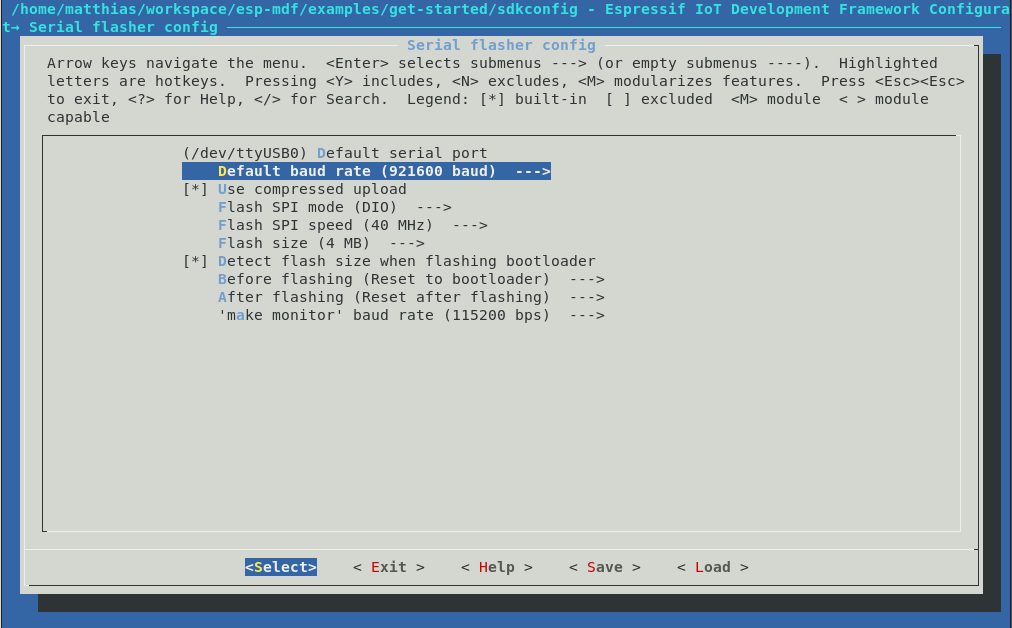 /home/matthias/workspace/esp-mdf/examples/get-started/sdkconfig - Espressif IoT Development Framework Configura
t→ Serial flasher config
Serial flasher config
Arrow keys navigate the menu.  <Enter> selects submenus ---> (or empty submenus ----).  Highlighted
letters are hotkeys.  Pressing <Y> includes, <N> excludes, <M> modularizes features.  Press <Esc><Esc>
to exit, <?> for Help, </> for Search.  Legend: [*] built-in  [ ] excluded  <M> module  < > module
capable
(/dev/ttyUSB0) Default serial port
Default baud rate (921600 baud)  --->
[*] Use compressed upload
Flash SPI mode (DIO)  --->
Flash SPI speed (40 MHz)  --->
Flash size (4 MB)  --->
[*] Detect flash size when flashing bootloader
Before flashing (Reset to bootloader)  --->
After flashing (Reset after flashing)  --->
'make monitor' baud rate (115200 bps)  --->
<Select>    < Exit >    < Help >    < Save >    < Load >